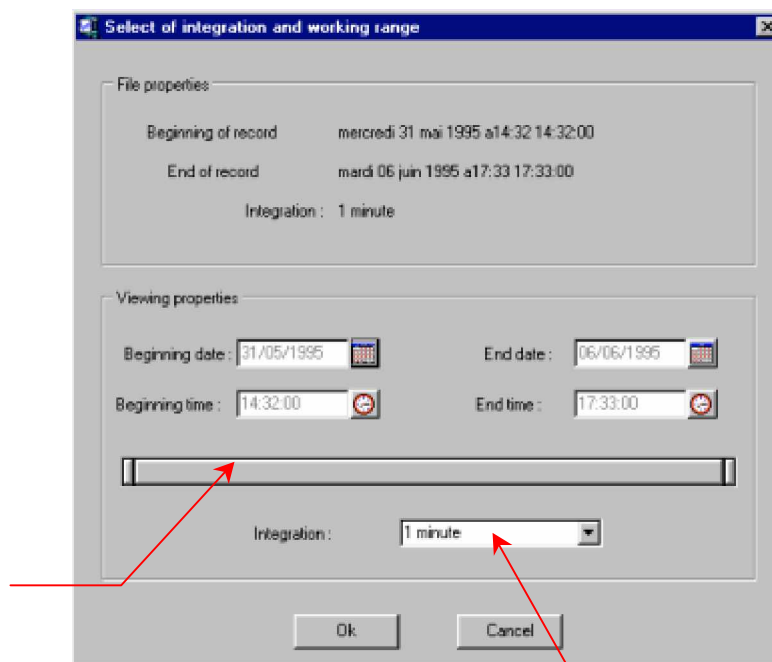 Select of integration and working range
File properties
Beginning of record mercredi 31 mai 1995 a14:32 14:32:00
End of record mardi 06 juin 1995 a17:33 17:33:00
Integration : 1 minute
Viewing properties
Beginning date : 31/05/1995 End date : 06/06/1995
Beginning time : 14:32:00 End time : 17:33:00
Integration : 1 minute
Ok Cancel